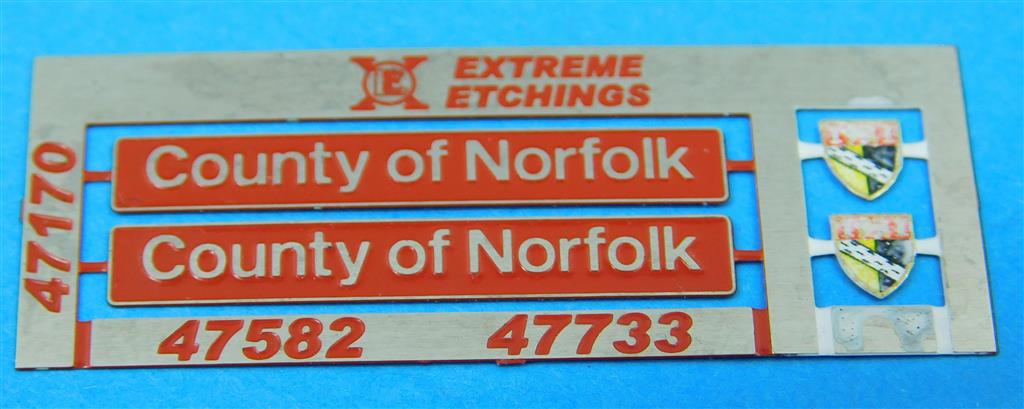 E EXTREME
ETCHINGS
47170
County of Norfolk
County of Norfolk
47582 47733